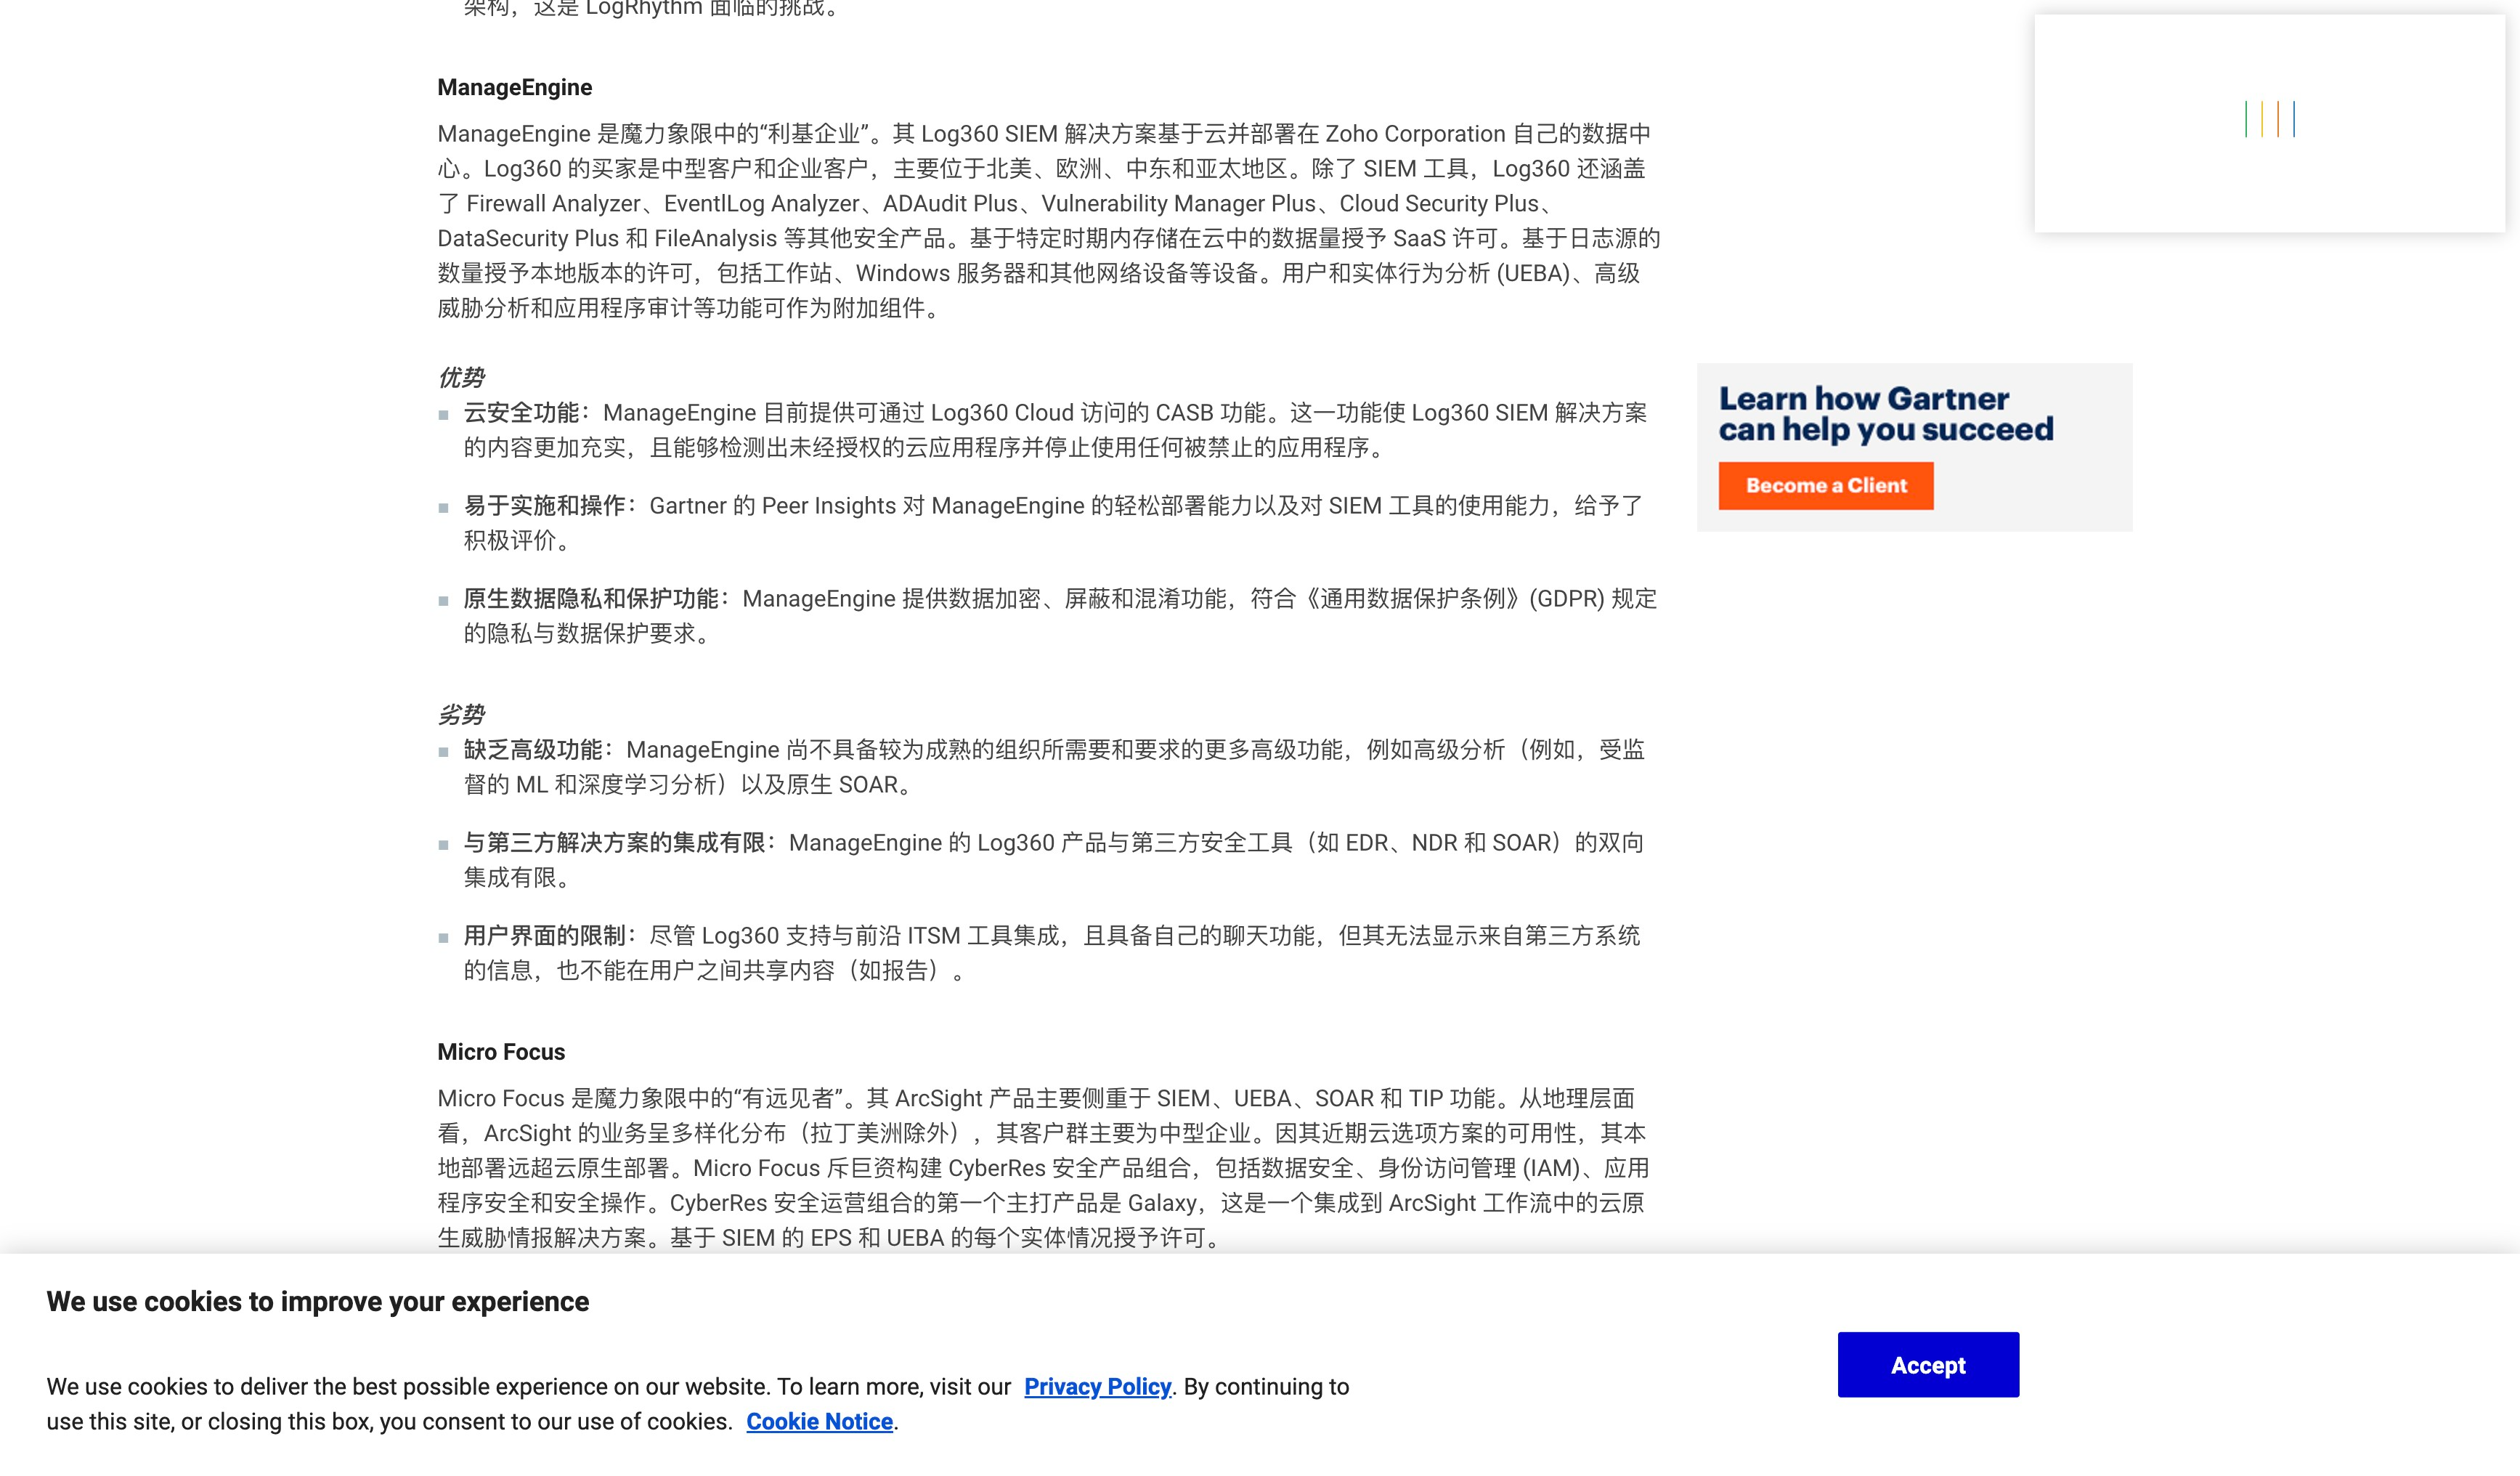 架构，这是 LogRhythm 面临的挑战。
ManageEngine
ManageEngine 是魔力象限中的“利基企业”。其 Log360 SIEM 解决方案基于云并部署在 Zoho Corporation 自己的数据中
心。Log360 的买家是中型客户和企业客户，主要位于北美、欧洲、中东和亚太地区。除了 SIEM 工具，Log360 还涵盖
了 Firewall Analyzer、EventlLog Analyzer、ADAudit Plus、Vulnerability Manager Plus、Cloud Security Plus、
DataSecurity Plus 和 FileAnalysis 等其他安全产品。基于特定时期内存储在云中的数据量授予 SaaS 许可。基于日志源的
数量授予本地版本的许可，包括工作站、Windows 服务器和其他网络设备等设备。用户和实体行为分析 (UEBA)、高级
威胁分析和应用程序审计等功能可作为附加组件。
优势
云安全功能：ManageEngine 目前提供可通过 Log360 Cloud 访问的 CASB 功能。这一功能使 Log360 SIEM 解决方案
的内容更加充实，且能够检测出未经授权的云应用程序并停止使用任何被禁止的应用程序。
易于实施和操作：Gartner 的 Peer Insights 对 ManageEngine 的轻松部署能力以及对 SIEM 工具的使用能力，给予了
积极评价。
原生数据隐私和保护功能：ManageEngine 提供数据加密、屏蔽和混淆功能，符合《通用数据保护条例》(GDPR) 规定
的隐私与数据保护要求。
劣势
缺乏高级功能：ManageEngine 尚不具备较为成熟的组织所需要和要求的更多高级功能，例如高级分析（例如，受监
督的 ML 和深度学习分析）以及原生 SOAR。
与第三方解决方案的集成有限：ManageEngine 的 Log360 产品与第三方安全工具（如 EDR、NDR 和 SOAR）的双向
集成有限。
用户界面的限制：尽管 Log360 支持与前沿 ITSM 工具集成，且具备自己的聊天功能，但其无法显示来自第三方系统
的信息，也不能在用户之间共享内容（如报告）。
Micro Focus
Micro Focus 是魔力象限中的“有远见者”。其 ArcSight 产品主要侧重于 SIEM、UEBA、SOAR 和 TIP 功能。从地理层面
看，ArcSight 的业务呈多样化分布（拉丁美洲除外），其客户群主要为中型企业。因其近期云选项方案的可用性，其本
地部署远超云原生部署。Micro Focus 斥巨资构建 CyberRes 安全产品组合，包括数据安全、身份访问管理 (IAM)、应用
程序安全和安全操作。CyberRes 安全运营组合的第一个主打产品是 Galaxy，这是一个集成到 ArcSight 工作流中的云原
生威胁情报解决方案。基于 SIEM 的 EPS 和 UEBA 的每个实体情况授予许可。
Learn how Gartner
can help you succeed
Become a Client
We use cookies to improve your experience
We use cookies to deliver the best possible experience on our website. To learn more, visit our Privacy Policy. By continuing to
use this site, or closing this box, you consent to our use of cookies. Cookie Notice.
Accept